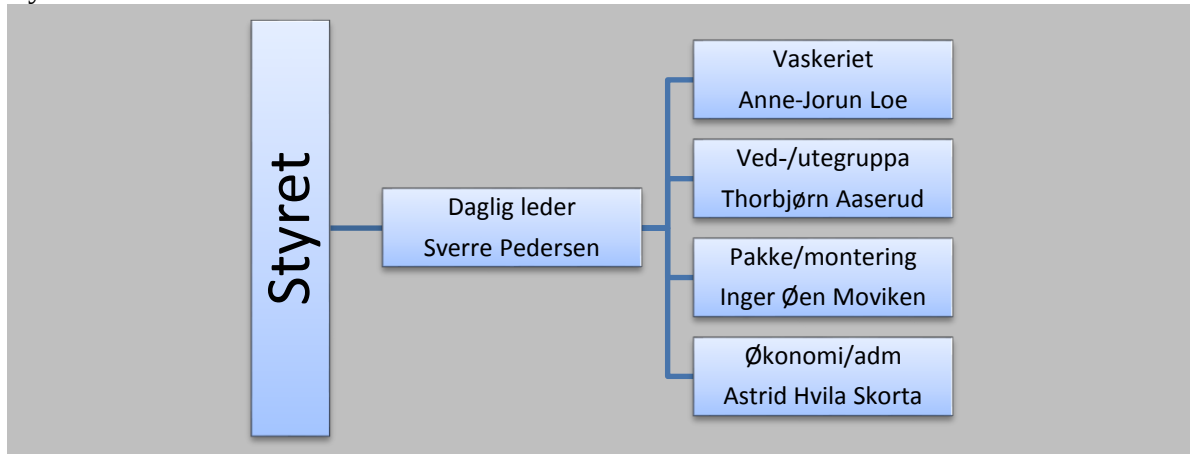 Styret
Daglig leder
Sverre Pedersen
Vaskeriet
Anne-Jorun Loe
Ved-/utegruppa
Thorbjørn Aaserud
Pakke/montering
Inger Øen Moviken
Økonomi/adm
Astrid Hvila Skorta